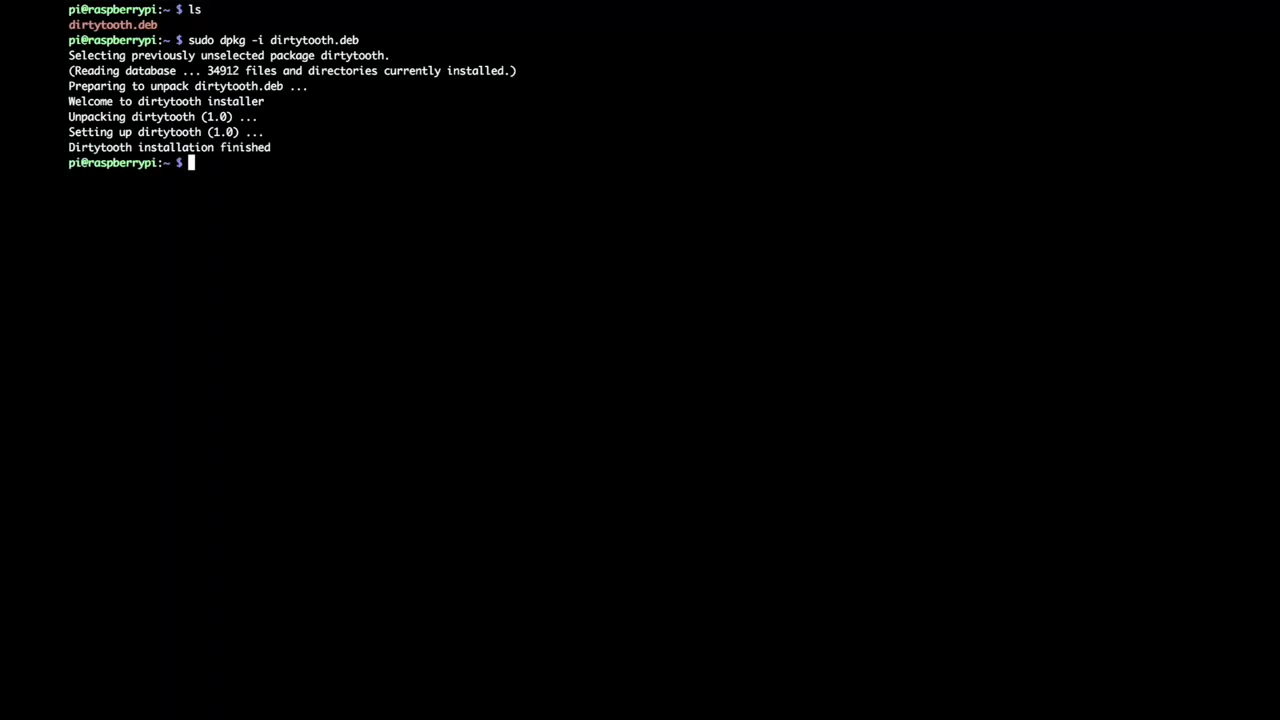 pi@raspberrypi:~ $ ls
dirtytooth.deb
pi@raspberrypi:~ $ sudo dpkg -i dirtytooth.deb
Selecting previously unselected package dirtytooth.
(Reading database ... 34912 files and directories currently installed.)
Preparing to unpack dirtytooth.deb ...
Welcome to dirtytooth installer
Unpacking dirtytooth (1.0) ...
Setting up dirtytooth (1.0) ...
Dirtytooth installation finished
pi@raspberrypi:~ $